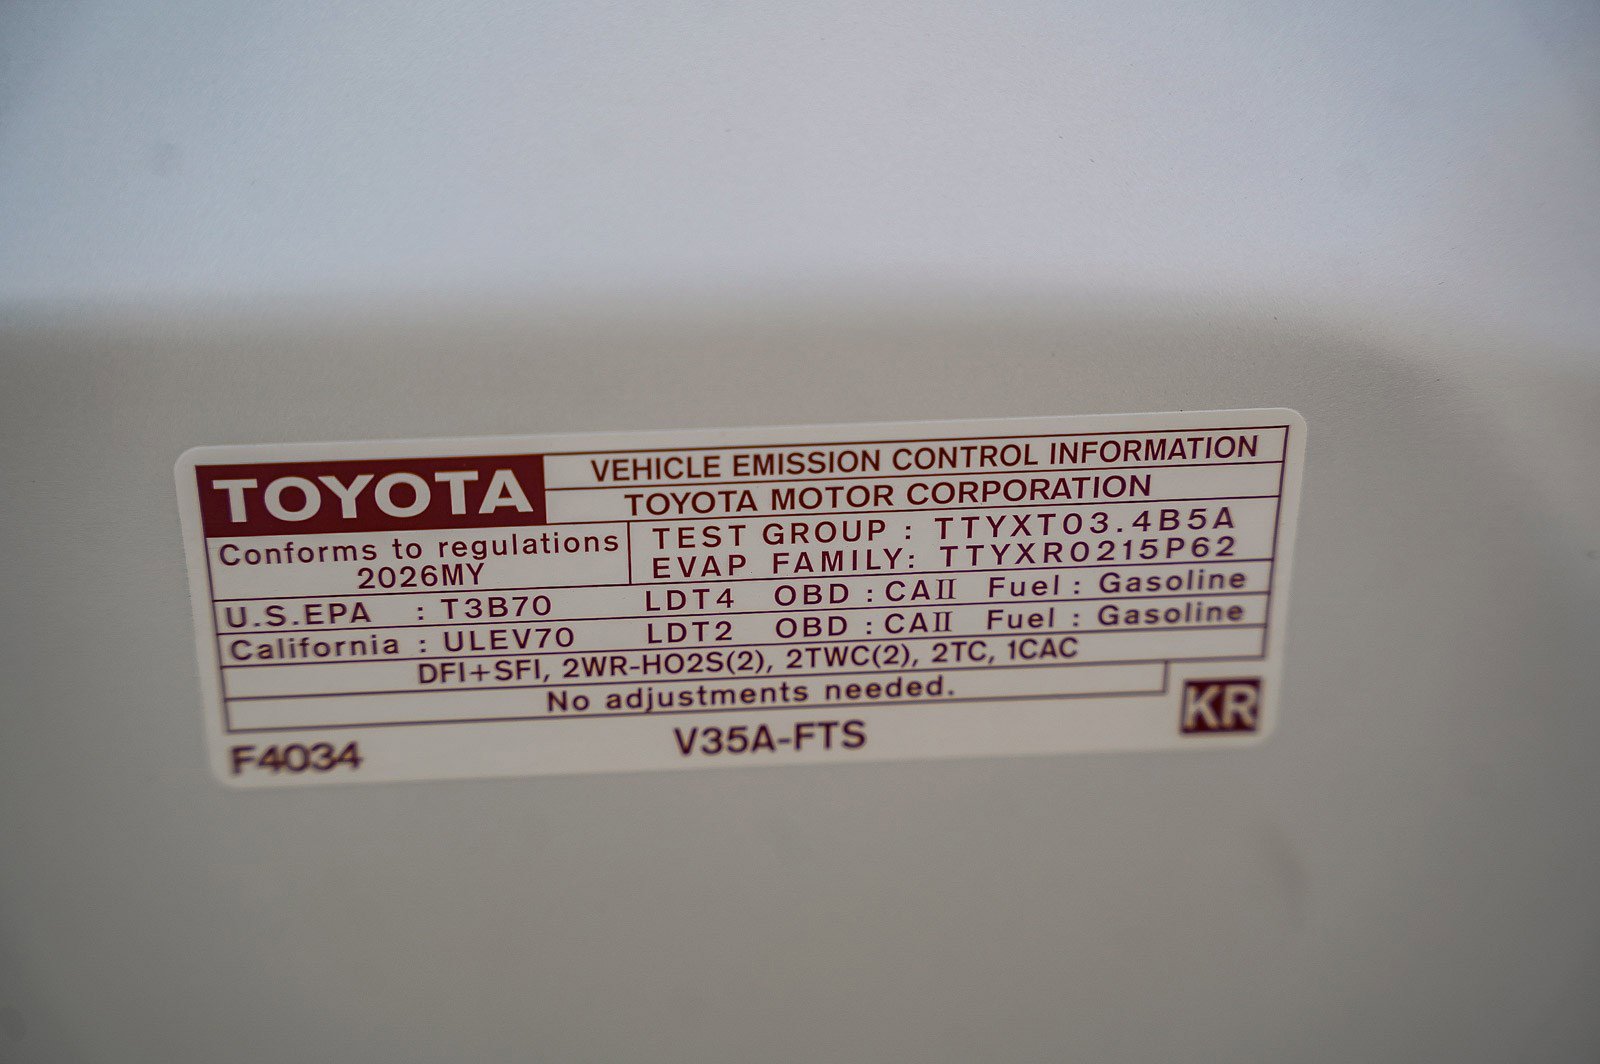 TOYOTA
VEHICLE EMISSION CONTROL INFORMATION
TOYOTA MOTOR CORPORATION
Conforms to regulations
2026MY
TEST GROUP : TTYXT03.4B5A
EVAP FAMILY: TTYXR0215P62
U.S.EPA : T3B70 LDT4 OBD : CAII Fuel : Gasoline
California : ULEV70 LDT2 OBD : CAII Fuel : Gasoline
DFI+SFI, 2WR-HO2S(2), 2TWC(2), 2TC, 1CAC
No adjustments needed.
F4034 V35A-FTS KR